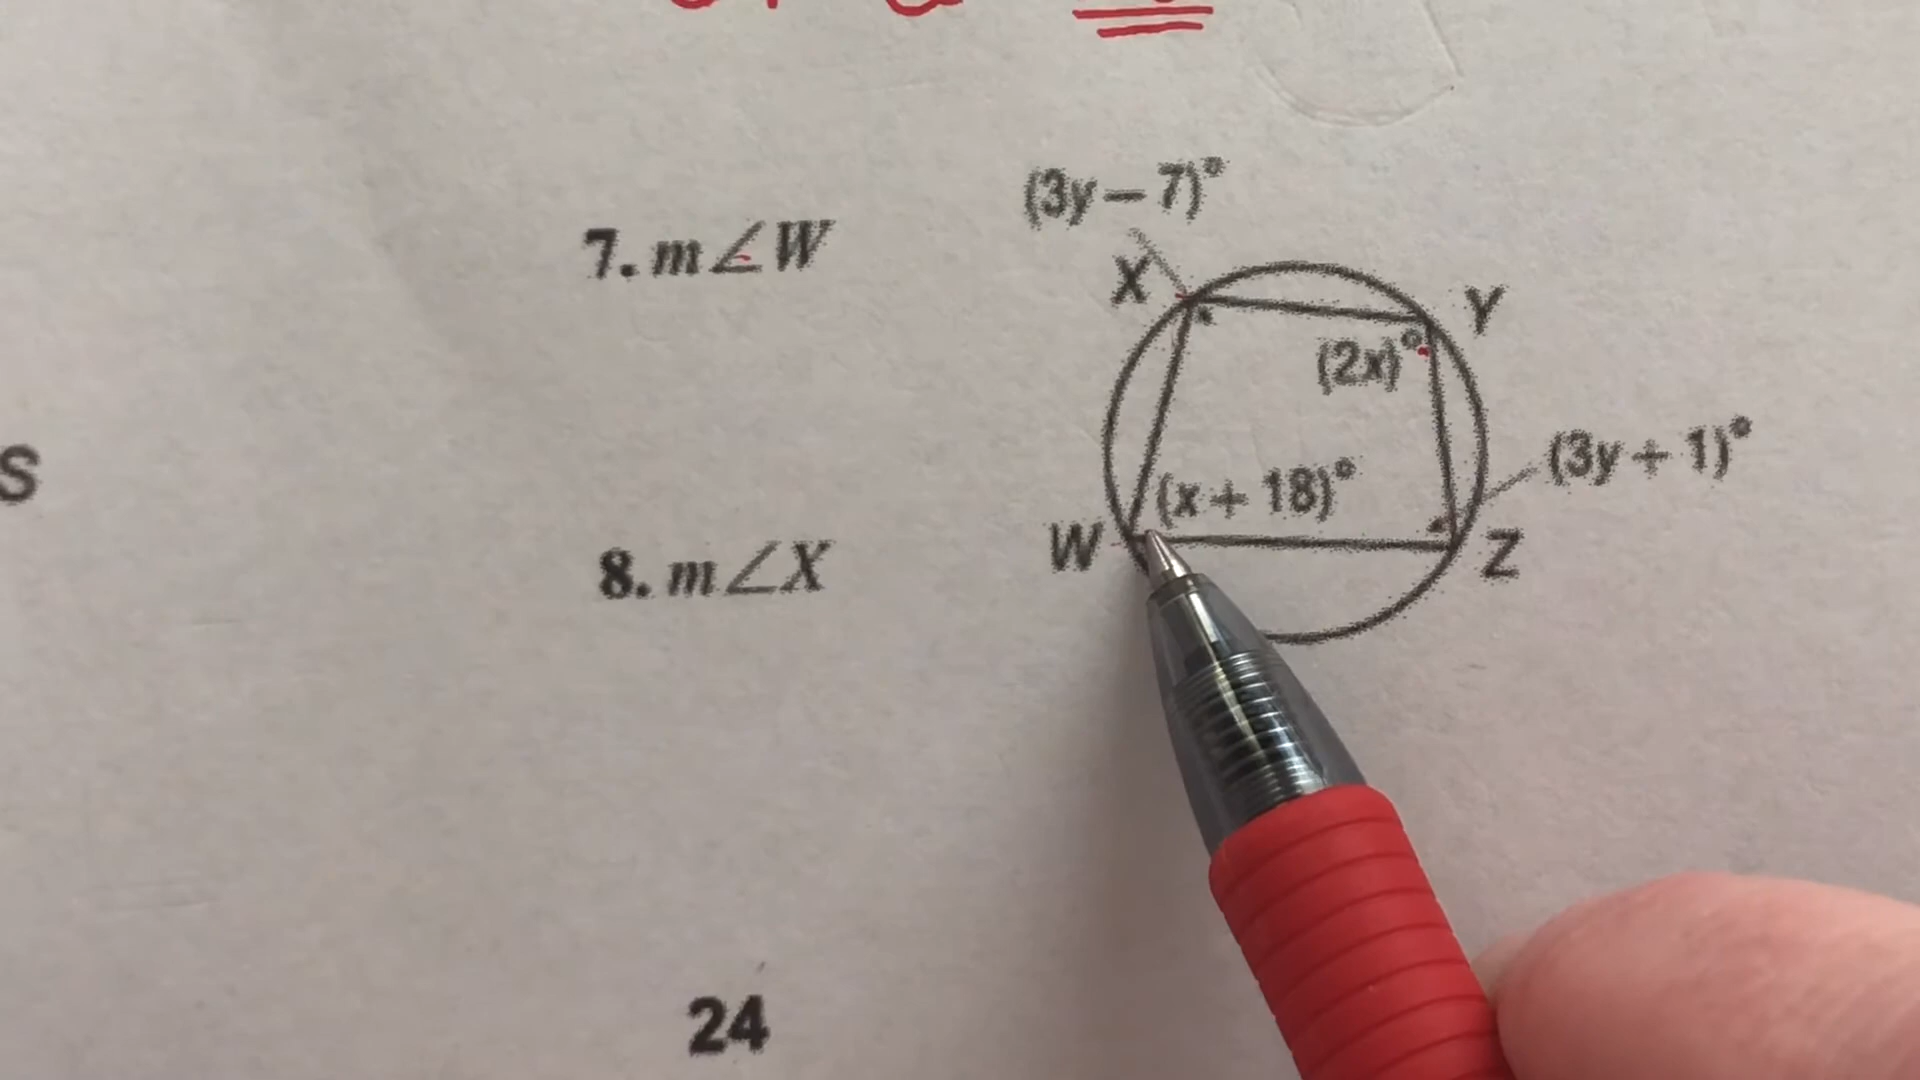 (3y – 7)°
7. m∠W
X
Y
(2x)°
S
(3y + 1)°
(x + 18)°
W
Z
8. m∠X
24